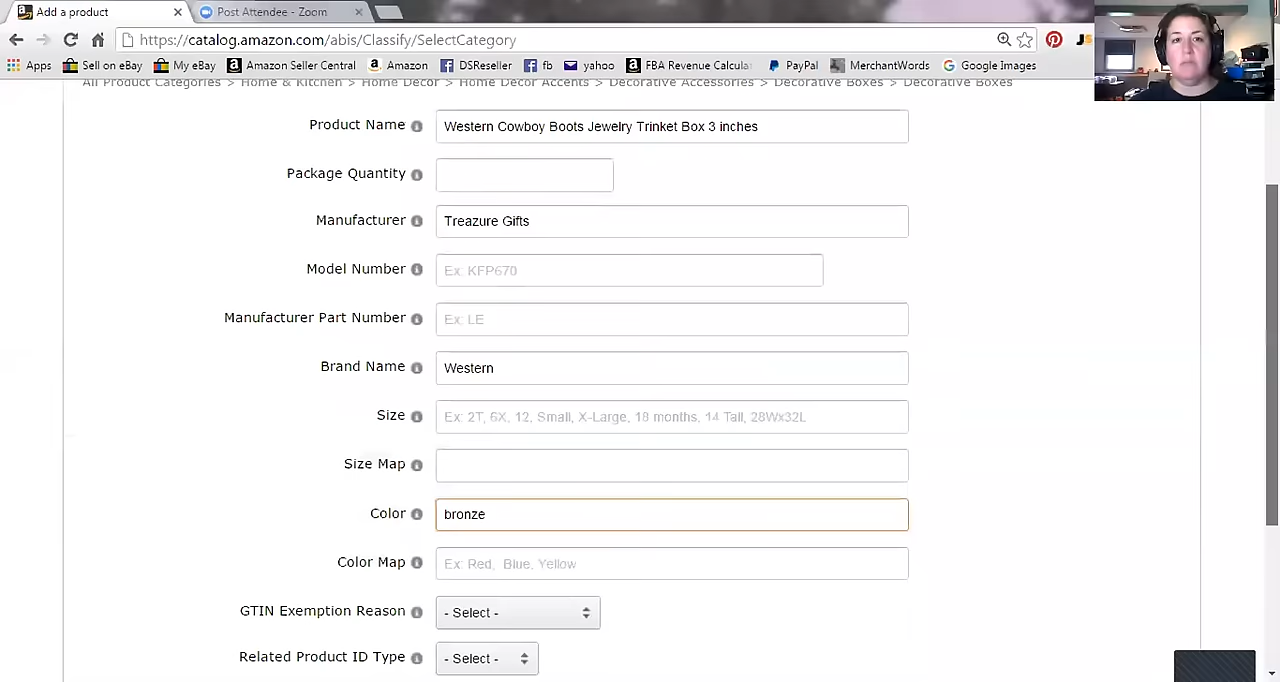 Add a product
Post Attendee - Zoom
https://catalog.amazon.com/abis/Classify/SelectCategory
Apps
Sell on eBay
My eBay
Amazon Seller Central
Amazon
DSReseller
fb
yahoo
FBA Revenue Calcula
PayPal
MerchantWords
Google Images
All Product Categories > Home & Kitchen > Home Décor > Home Décor Accents > Decorative Accessories > Decorative Boxes > Decorative Boxes
Product Name Western Cowboy Boots Jewelry Trinket Box 3 inches
Package Quantity
Manufacturer Treazure Gifts
Model Number Ex: KFP670
Manufacturer Part Number Ex: LE
Brand Name Western
Size Ex: 2T, 6X, 12, Small, X-Large, 18 months, 14 Tall, 28Wx32L
Size Map
Color bronze
Color Map Ex: Red, Blue, Yellow
GTIN Exemption Reason - Select -
Related Product ID Type - Select -